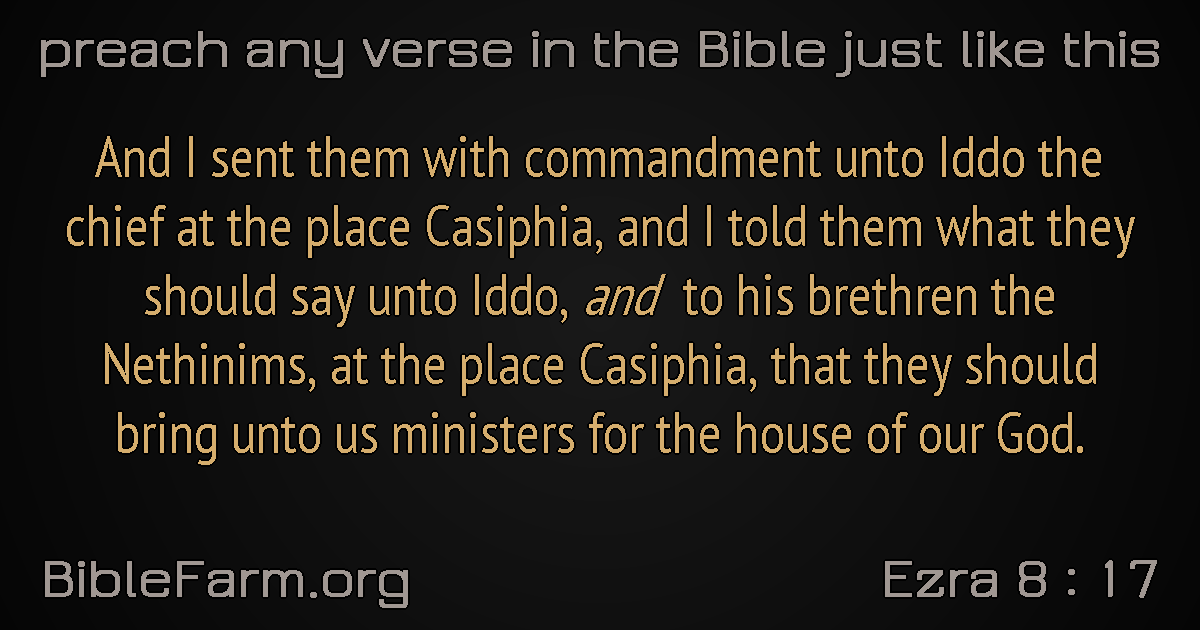 preach any verse in the Bible just like this
And I sent them with commandment unto Iddo the
chief at the place Casiphia, and I told them what they
should say unto Iddo, and to his brethren the
Nethinims, at the place Casiphia, that they should
bring unto us ministers for the house of our God.
BibleFarm.org
Ezra 8 : 17